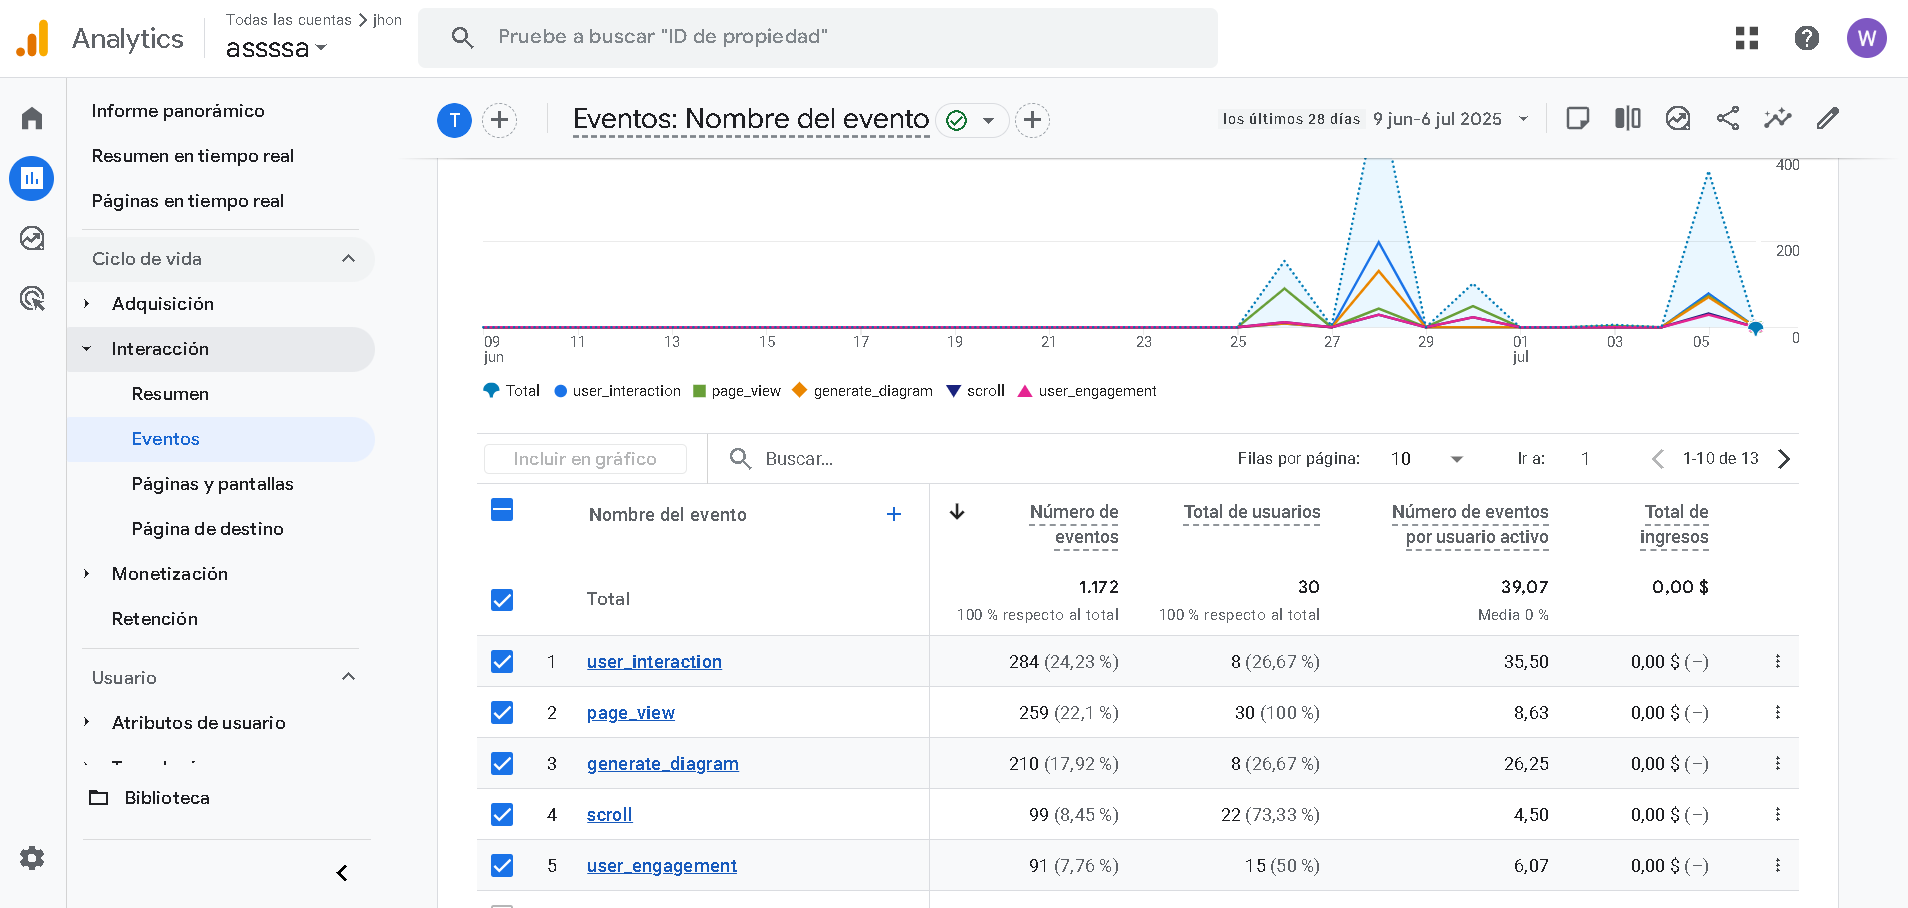 Analytics
Todas las cuentas > jhon
assssa
Pruebe a buscar "ID de propiedad"
W
Informe panorámico
Resumen en tiempo real
Páginas en tiempo real
Ciclo de vida
Adquisición
Interacción
Resumen
Eventos
Páginas y pantallas
Página de destino
Monetización
Retención
Usuario
Atributos de usuario
Biblioteca
T
Eventos: Nombre del evento
los últimos 28 días 9 jun-6 jul 2025
400
200
0
09 jun 11 13 15 17 19 21 23 25 27 29 01 jul 03 05
Total user_interaction page_view generate_diagram scroll user_engagement
Incluir en gráfico
Buscar...
Filas por página: 10 Ir a: 1 1-10 de 13
Nombre del evento + Número de eventos Total de usuarios Número de eventos por usuario activo Total de ingresos
Total 1.172 30 39,07 0,00 $
100 % respecto al total 100 % respecto al total Media 0 %
1 user_interaction 284 (24,23 %) 8 (26,67 %) 35,50 0,00 $ (–)
2 page_view 259 (22,1 %) 30 (100 %) 8,63 0,00 $ (–)
3 generate_diagram 210 (17,92 %) 8 (26,67 %) 26,25 0,00 $ (–)
4 scroll 99 (8,45 %) 22 (73,33 %) 4,50 0,00 $ (–)
5 user_engagement 91 (7,76 %) 15 (50 %) 6,07 0,00 $ (–)